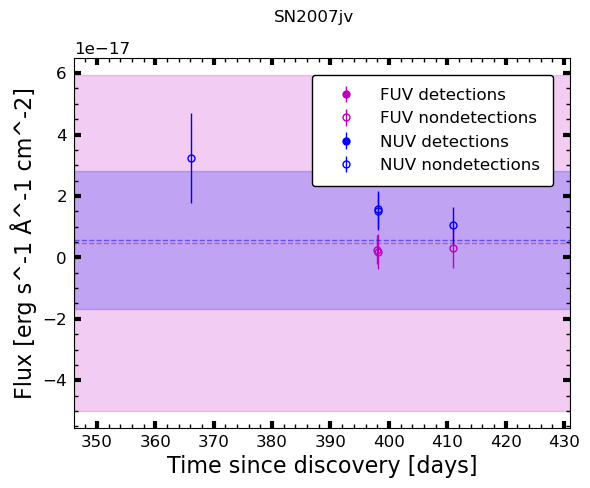 SN2007jv
1e−17
6
4
2
0
−2
−4
Flux [erg s^-1 Å^-1 cm^-2]
FUV detections
FUV nondetections
NUV detections
NUV nondetections
350 360 370 380 390 400 410 420 430
Time since discovery [days]